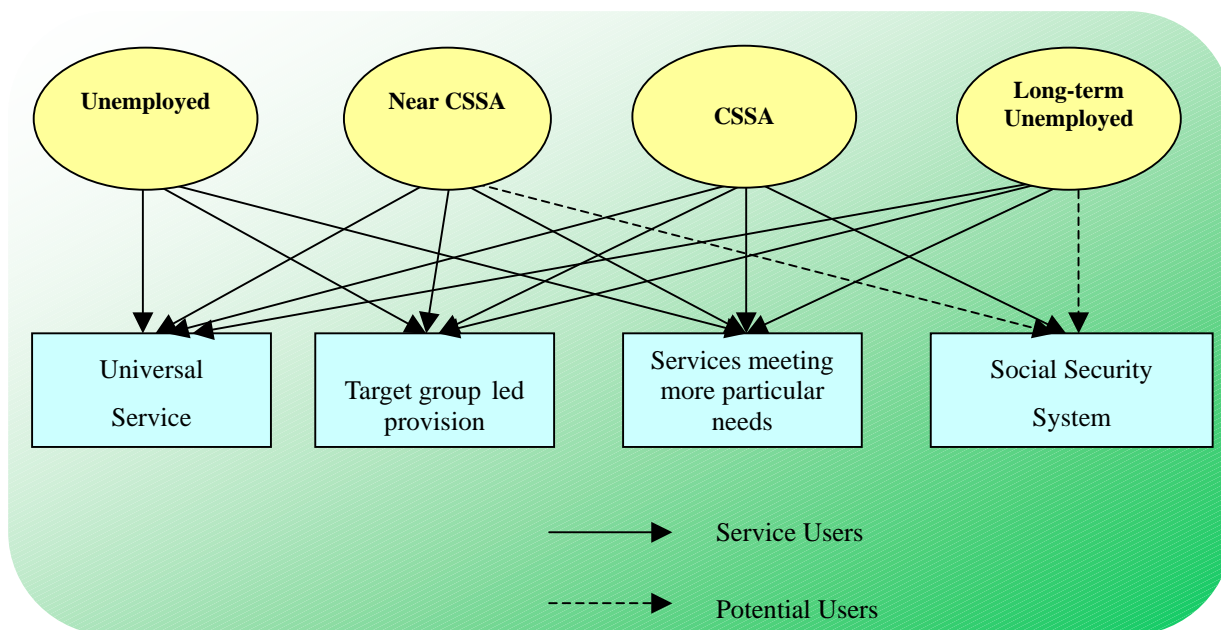 Unemployed
Near CSSA
CSSA
Long-term
Unemployed
Universal
Service
Target group led
provision
Services meeting
more particular
needs
Social Security
System
Service Users
Potential Users